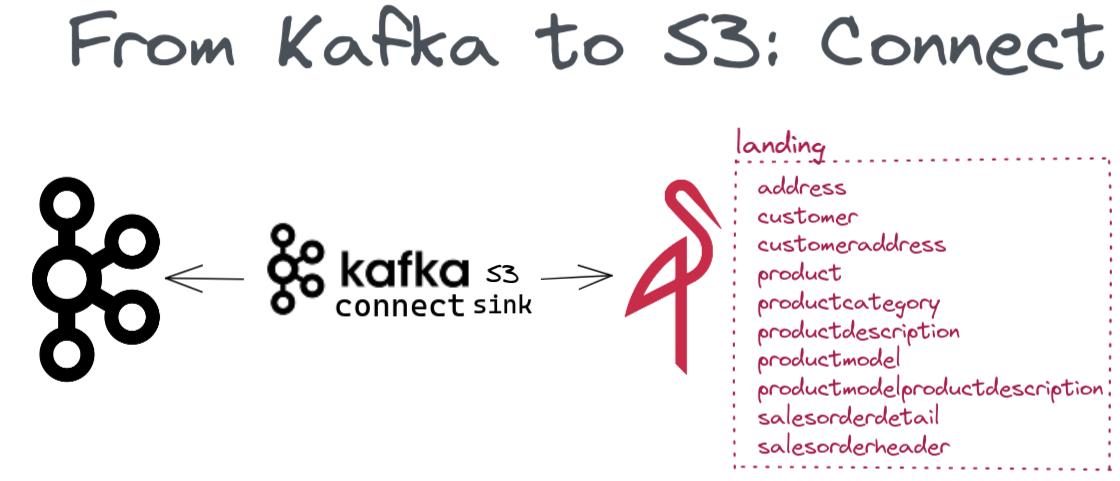 From Kafka to S3: Connect
landing
kafka S3
connect sink
address
customer
customeraddress
product
productcategory
productdescription
productmodel
productmodelproductdescription
salesorderdetail
salesorderheader